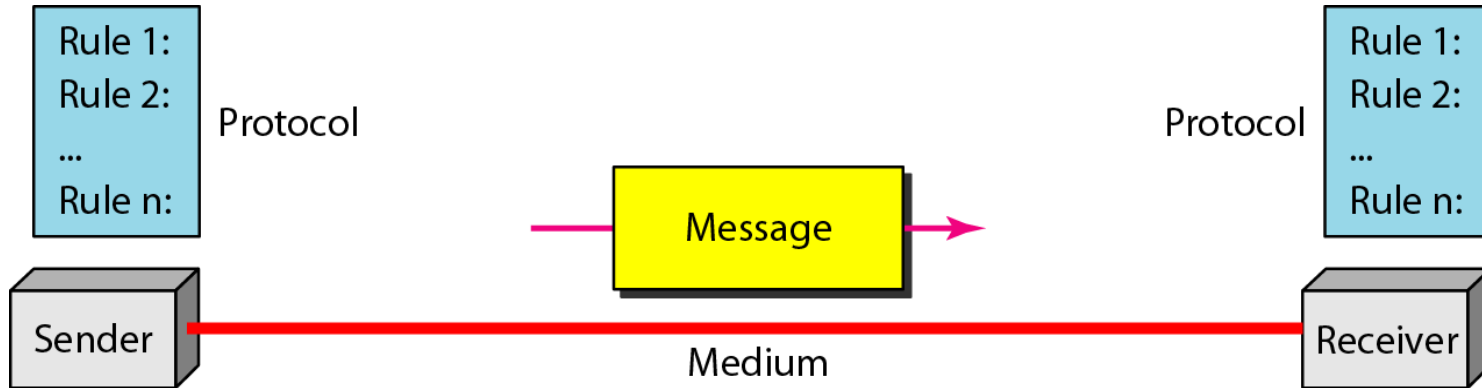 Rule 1:
Rule 2:
...
Rule n:
Protocol
Protocol
Rule 1:
Rule 2:
...
Rule n:
Message
Sender
Medium
Receiver